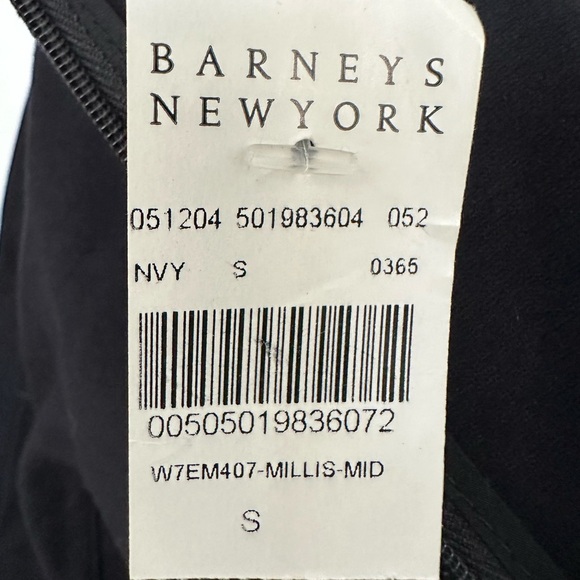 BARNEYS
NEWYORK
051204 501983604 052
NVY S 0365
00505019836072
W7EM407-MILLIS-MID
S